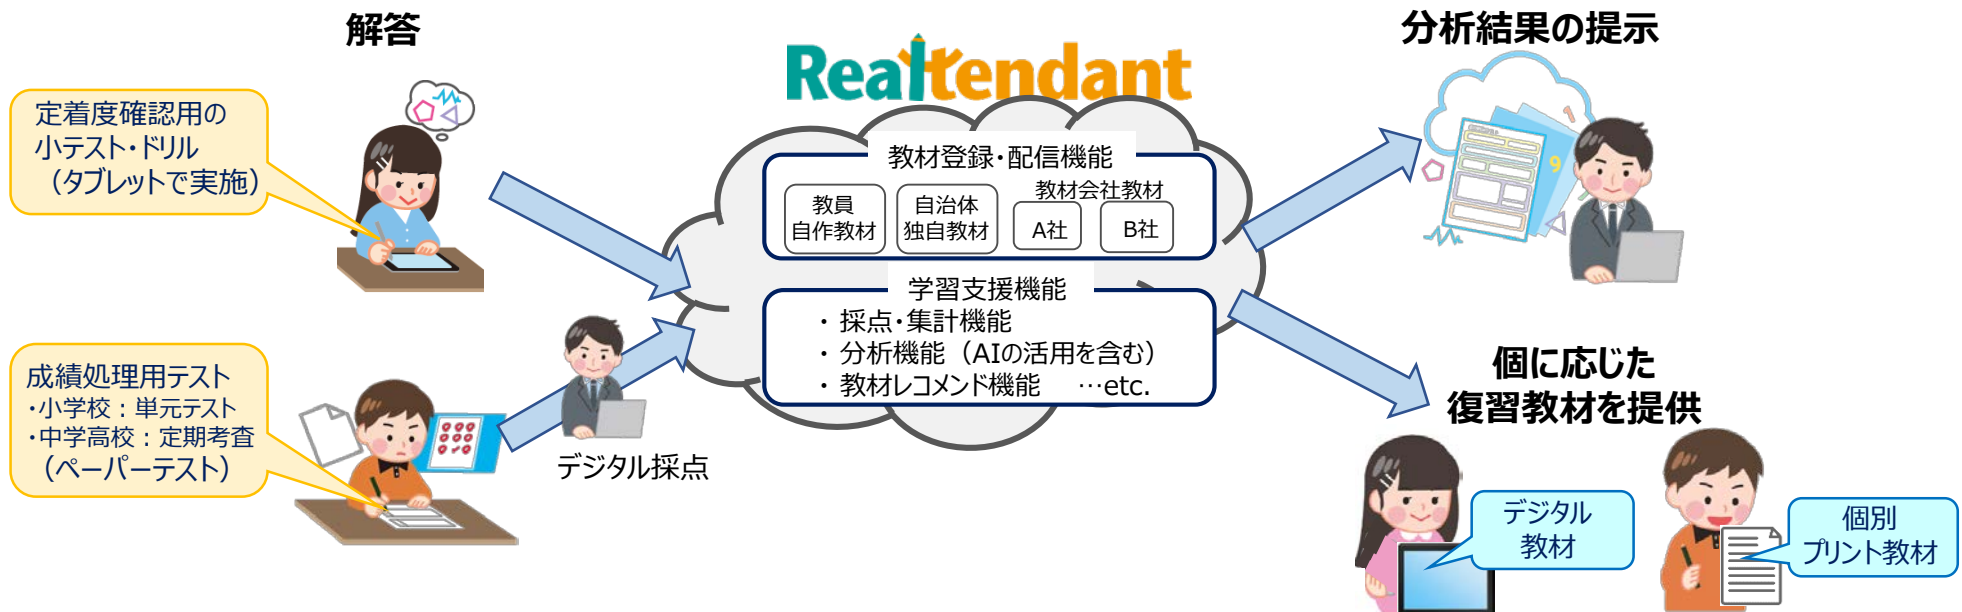 解答
定着度確認用の
小テスト・ドリル
（タブレットで実施）
成績処理用テスト
・小学校：単元テスト
・中学高校：定期考査
（ペーパーテスト）
デジタル採点
Realtendant
教材登録・配信機能
教員
自作教材
自治体
独自教材
教材会社教材
A社
B社
学習支援機能
・ 採点・集計機能
・ 分析機能（AIの活用を含む）
・ 教材レコメンド機能　…etc.
分析結果の提示
個に応じた
復習教材を提供
デジタル
教材
個別
プリント教材